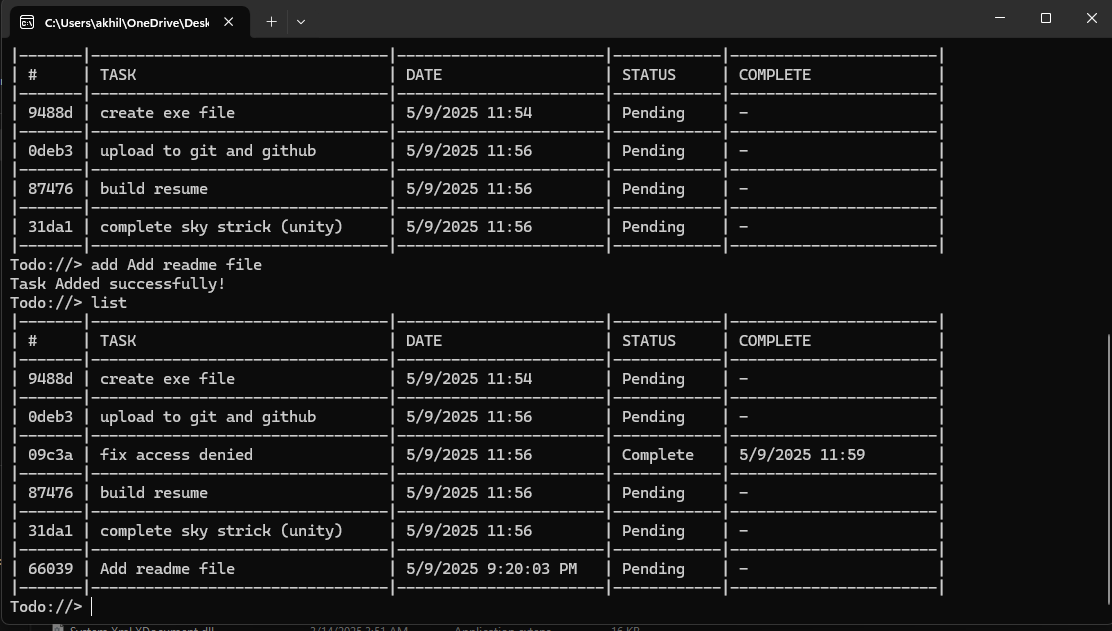 C:\Users\akhil\OneDrive\Desk
# TASK DATE STATUS COMPLETE
9488d create exe file 5/9/2025 11:54 Pending -
0deb3 upload to git and github 5/9/2025 11:56 Pending -
87476 build resume 5/9/2025 11:56 Pending -
31da1 complete sky strick (unity) 5/9/2025 11:56 Pending -
Todo://> add Add readme file
Task Added successfully!
Todo://> list
# TASK DATE STATUS COMPLETE
9488d create exe file 5/9/2025 11:54 Pending -
0deb3 upload to git and github 5/9/2025 11:56 Pending -
09c3a fix access denied 5/9/2025 11:56 Complete 5/9/2025 11:59
87476 build resume 5/9/2025 11:56 Pending -
31da1 complete sky strick (unity) 5/9/2025 11:56 Pending -
66039 Add readme file 5/9/2025 9:20:03 PM Pending -
Todo://>